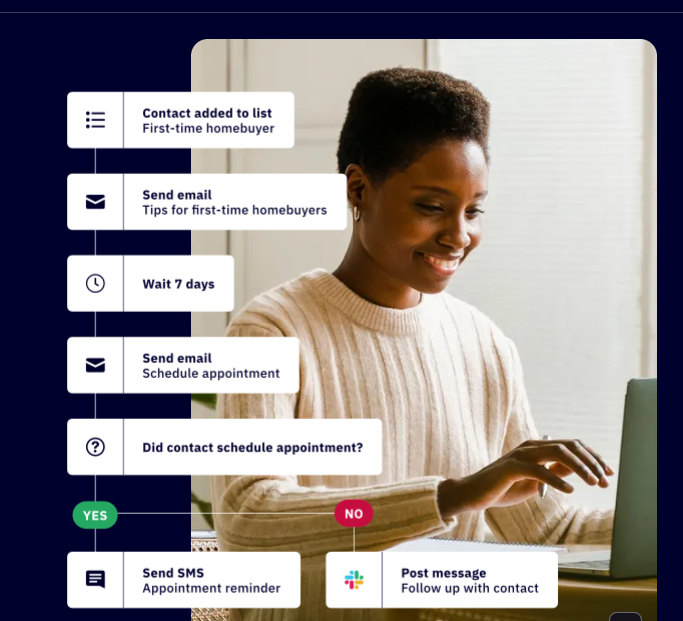 Contact added to list
First-time homebuyer
Send email
Tips for first-time homebuyers
Wait 7 days
Send email
Schedule appointment
Did contact schedule appointment?
YES
NO
Send SMS
Appointment reminder
Post message
Follow up with contact